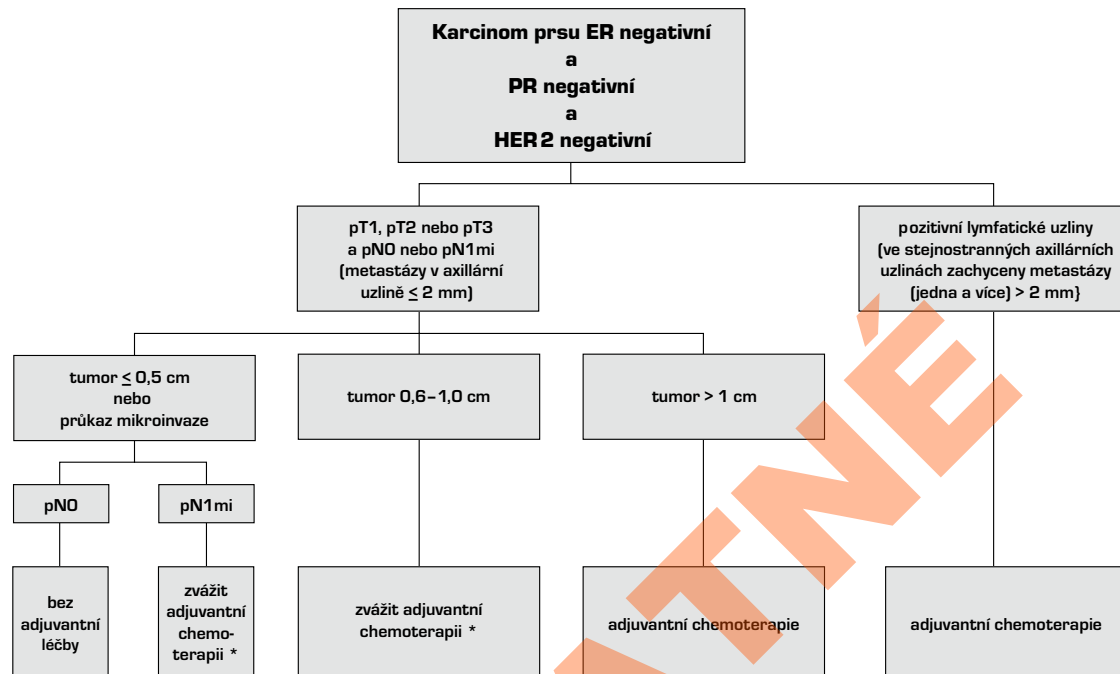 Karcinom prsu ER negativní
a
PR negativní
a
HER 2 negativní
pT1, pT2 nebo pT3
a pN0 nebo pN1mi
(metastázy v axillární
uzlině ≤ 2 mm)
pozitivní lymfatické uzliny
(ve stejnostranných axillárních
uzlinách zachyceny metastázy
(jedna a více) > 2 mm}
tumor ≤ 0,5 cm
nebo
průkaz mikroinvaze
tumor 0,6–1,0 cm
tumor > 1 cm
pN0
pN1mi
bez
adjuvantní
léčby
zvážit
adjuvantní
chemo-
terapii *
zvážit adjuvantní
chemoterapii *
adjuvantní chemoterapie
adjuvantní chemoterapie
ATNÉ